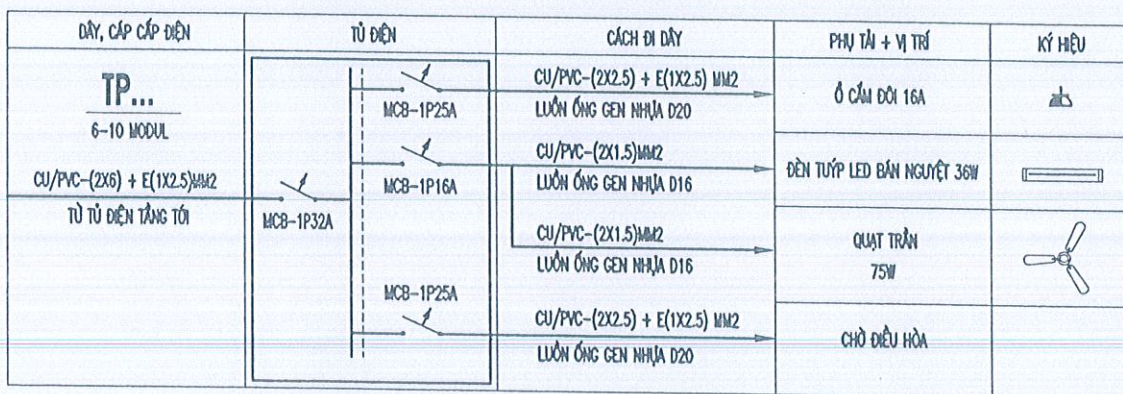 DÂY, CÁP CẤP ĐIỆN
TỦ ĐIỆN
CÁCH ĐI DÂY
PHỤ TẢI + VỊ TRÍ
KÝ HIỆU
TP...
6-10 MODUL
CU/PVC-(2X6) + E(1X2.5)MM2
TỪ TỦ ĐIỆN TẦNG TỚI
MCB-1P32A
MCB-1P25A
CU/PVC-(2X2.5) + E(1X2.5) MM2
LUỒN ỐNG GEN NHỰA D20
Ổ CẮM ĐÔI 16A
MCB-1P16A
CU/PVC-(2X1.5)MM2
LUỒN ỐNG GEN NHỰA D16
ĐÈN TUÝP LED BÁN NGUYỆT 36W
CU/PVC-(2X1.5)MM2
LUỒN ỐNG GEN NHỰA D16
QUẠT TRẦN
75W
MCB-1P25A
CU/PVC-(2X2.5) + E(1X2.5) MM2
LUỒN ỐNG GEN NHỰA D20
CHỜ ĐIỀU HÒA